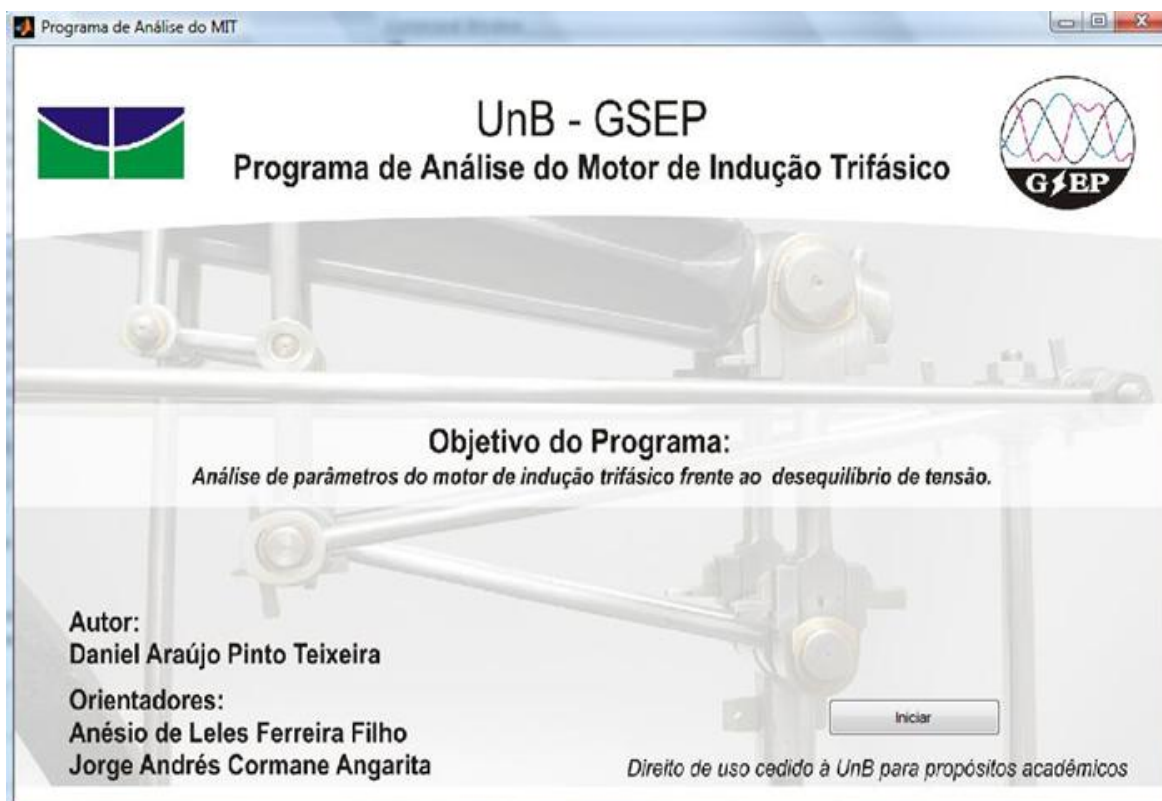 Programa de Análise do MIT
UnB - GSEP
Programa de Análise do Motor de Indução Trifásico
GSEP
Objetivo do Programa:
Análise de parâmetros do motor de indução trifásico frente ao desequilíbrio de tensão.
Autor:
Daniel Araújo Pinto Teixeira
Orientadores:
Anésio de Leles Ferreira Filho
Jorge Andrés Cormane Angarita
Iniciar
Direito de uso cedido à UnB para propósitos acadêmicos